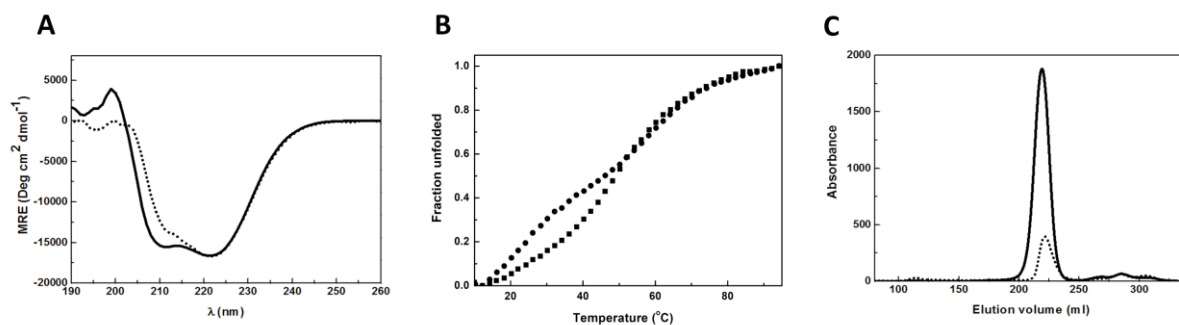 A
B
C
MRE (Deg cm² dmol⁻¹)
5000
0
-5000
-10000
-15000
-20000
190 200 210 220 230 240 250 260
λ (nm)
Fraction unfolded
1.0
0.8
0.6
0.4
0.2
0.0
20 40 60 80
Temperature (°C)
Absorbance
2000
1500
1000
500
0
100 150 200 250 300
Elution volume (ml)